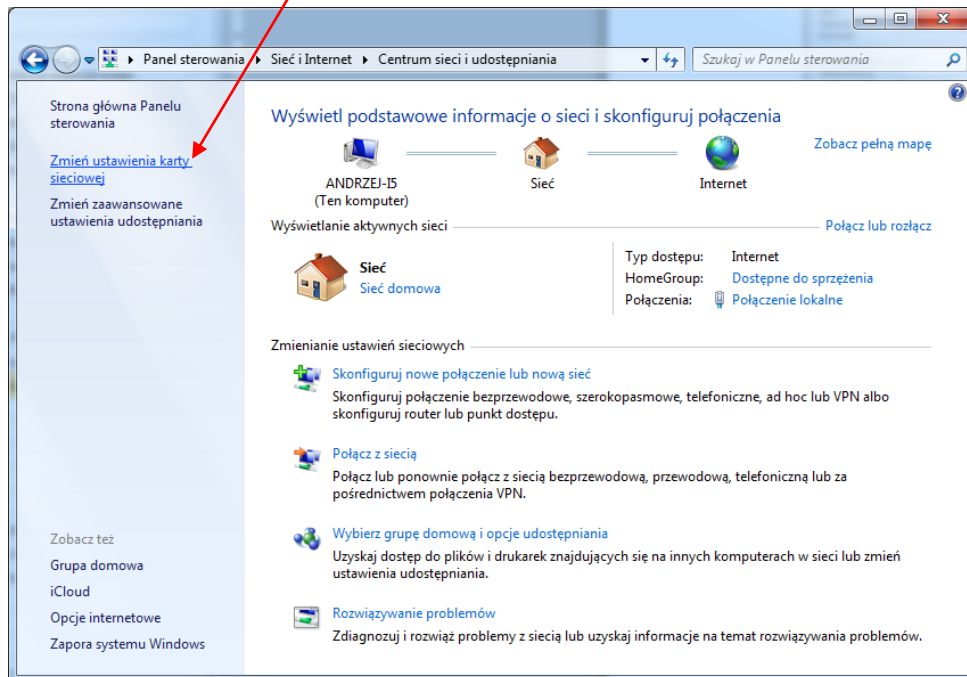 Panel sterowania Sieć i Internet Centrum sieci i udostępniania
Szukaj w Panelu sterowania
Strona główna Panelu
sterowania
Zmień ustawienia karty
sieciowej
Zmień zaawansowane
ustawienia udostępniania
Wyświetl podstawowe informacje o sieci i skonfiguruj połączenia
Zobacz pełną mapę
ANDRZEJ-I5
(Ten komputer)
Sieć
Internet
Wyświetlanie aktywnych sieci
Połącz lub rozłącz
Sieć
Sieć domowa
Typ dostępu: Internet
HomeGroup: Dostępne do sprzężenia
Połączenia: Połączenie lokalne
Zmienianie ustawień sieciowych
Skonfiguruj nowe połączenie lub nową sieć
Skonfiguruj połączenie bezprzewodowe, szerokopasmowe, telefoniczne, ad hoc lub VPN albo
skonfiguruj router lub punkt dostępu.
Połącz z siecią
Połącz lub ponownie połącz z siecią bezprzewodową, przewodową, telefoniczną lub za
pośrednictwem połączenia VPN.
Wybierz grupę domową i opcje udostępniania
Uzyskaj dostęp do plików i drukarek znajdujących się na innych komputerach w sieci lub zmień
ustawienia udostępniania.
Rozwiązywanie problemów
Zdiagnozuj i rozwiąż problemy z siecią lub uzyskaj informacje na temat rozwiązywania problemów.
Zobacz też
Grupa domowa
iCloud
Opcje internetowe
Zapora systemu Windows